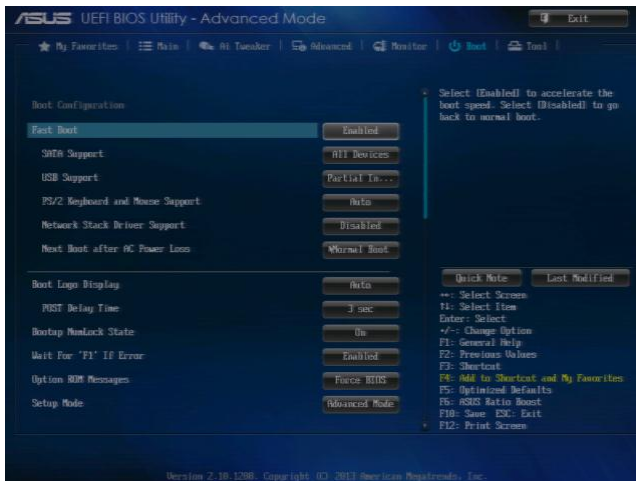 ASUS UEFI BIOS Utility - Advanced Mode
Exit
My Favorites Main Ai Tweaker Advanced Monitor Boot Tool
Boot Configuration
Fast Boot Enabled
SATA Support All Devices
USB Support Partial In...
PS/2 Keyboard and Mouse Support Auto
Network Stack Driver Support Disabled
Next Boot after AC Power Loss Normal Boot
Boot Logo Display Auto
POST Delay Time 3 sec
Bootup NumLock State On
Wait For 'F1' If Error Enabled
Option ROM Messages Force BIOS
Setup Mode Advanced Mode
Select [Enabled] to accelerate the
boot speed. Select [Disabled] to go
back to normal boot.
Quick Note Last Modified
→←: Select Screen
↑↓: Select Item
Enter: Select
+/-: Change Option
F1: General Help
F2: Previous Values
F3: Shortcut
F4: Add to Shortcut and My Favorites
F5: Optimized Defaults
F6: ASUS Ratio Boost
F10: Save ESC: Exit
F12: Print Screen
Version 2.10.1208. Copyright (C) 2013 American Megatrends, Inc.